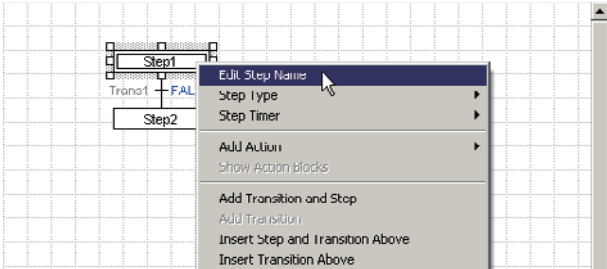 Step1
Trans1
FAL
Step2
Edit Step Name
Step Type
Step Timer
Add Action
Show Action Blocks
Add Transition and Step
Add Transition
Insert Step and Transition Above
Insert Transition Above